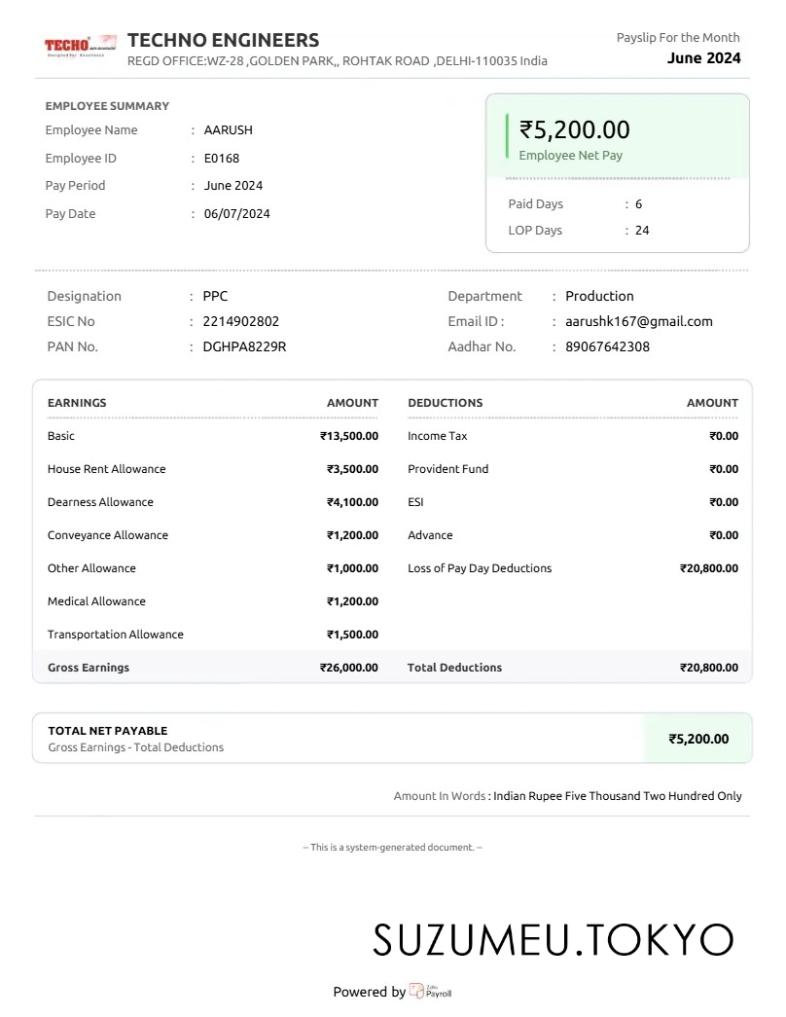 TECHO TECHNO ENGINEERS
REGD OFFICE:WZ-28 ,GOLDEN PARK,, ROHTAK ROAD ,DELHI-110035 India
Payslip For the Month
June 2024
EMPLOYEE SUMMARY
Employee Name : AARUSH
Employee ID : E0168
Pay Period : June 2024
Pay Date : 06/07/2024
₹5,200.00
Employee Net Pay
Paid Days : 6
LOP Days : 24
Designation : PPC
ESIC No : 2214902802
PAN No. : DGHPA8229R
Department : Production
Email ID : : aarushk167@gmail.com
Aadhar No. : 89067642308
EARNINGS AMOUNT DEDUCTIONS AMOUNT
Basic ₹13,500.00 Income Tax ₹0.00
House Rent Allowance ₹3,500.00 Provident Fund ₹0.00
Dearness Allowance ₹4,100.00 ESI ₹0.00
Conveyance Allowance ₹1,200.00 Advance ₹0.00
Other Allowance ₹1,000.00 Loss of Pay Day Deductions ₹20,800.00
Medical Allowance ₹1,200.00
Transportation Allowance ₹1,500.00
Gross Earnings ₹26,000.00 Total Deductions ₹20,800.00
TOTAL NET PAYABLE
Gross Earnings - Total Deductions
₹5,200.00
Amount In Words : Indian Rupee Five Thousand Two Hundred Only
-- This is a system-generated document. --
SUZUMEU.TOKYO
Powered by Zoho Payroll